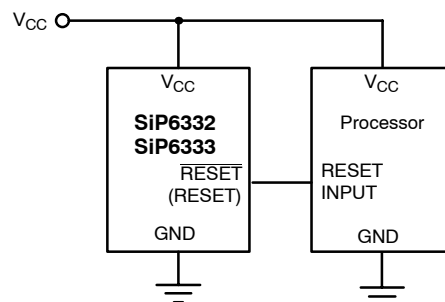 VCC
VCC
SiP6332
SiP6333
RESET
(RESET)
GND
VCC
Processor
RESET
INPUT
GND